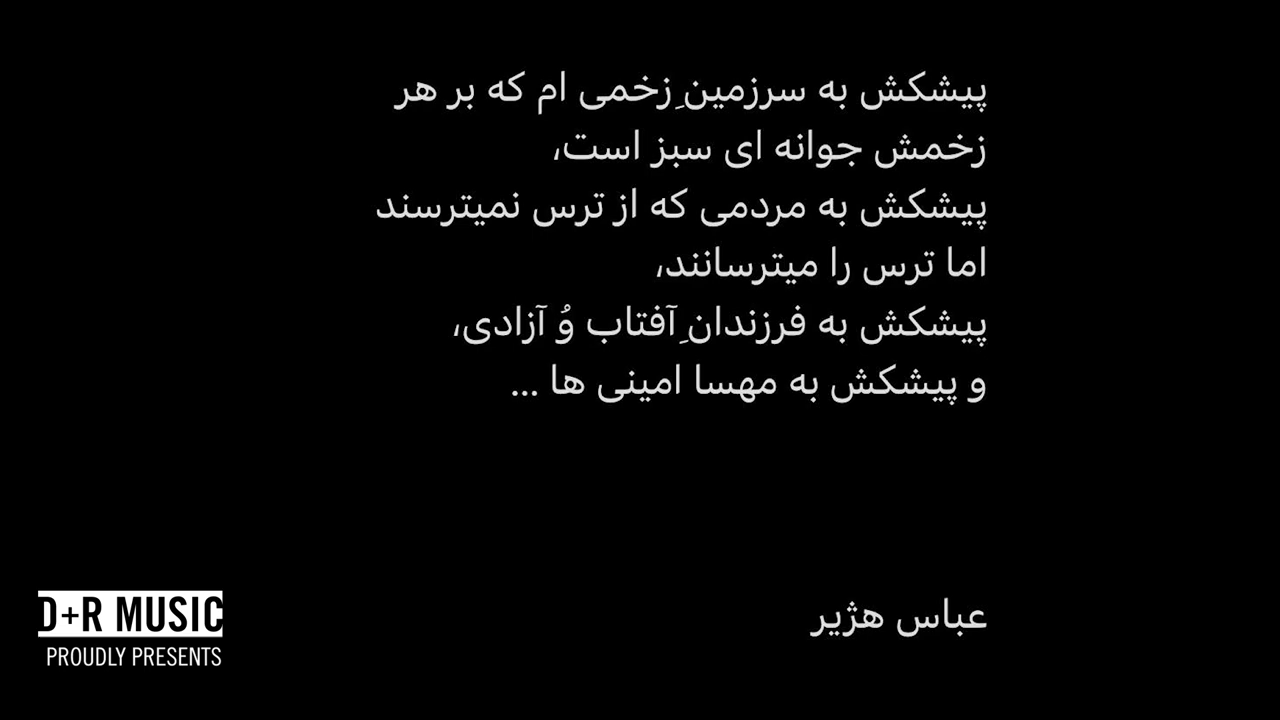 پیشکش به سرزمینِ زخمی ام که بر هر
زخمش جوانه ای سبز است،
پیشکش به مردمی که از ترس نمیترسند
اما ترس را میترسانند،
پیشکش به فرزندانِ آفتاب وُ آزادی،
و پیشکش به مهسا امینی ها ...
عباس هژیر
D+R MUSIC
PROUDLY PRESENTS